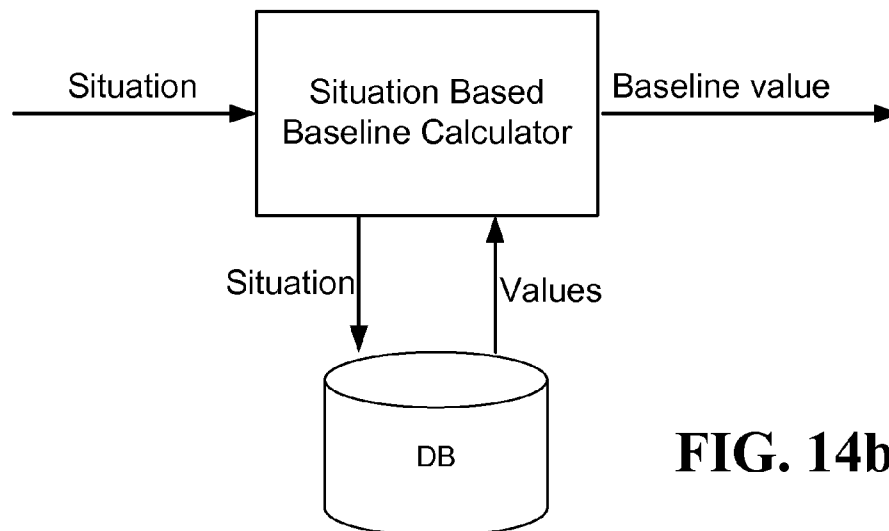 Situation
Situation Based
Baseline Calculator
Baseline value
Situation
Values
DB
FIG. 14b